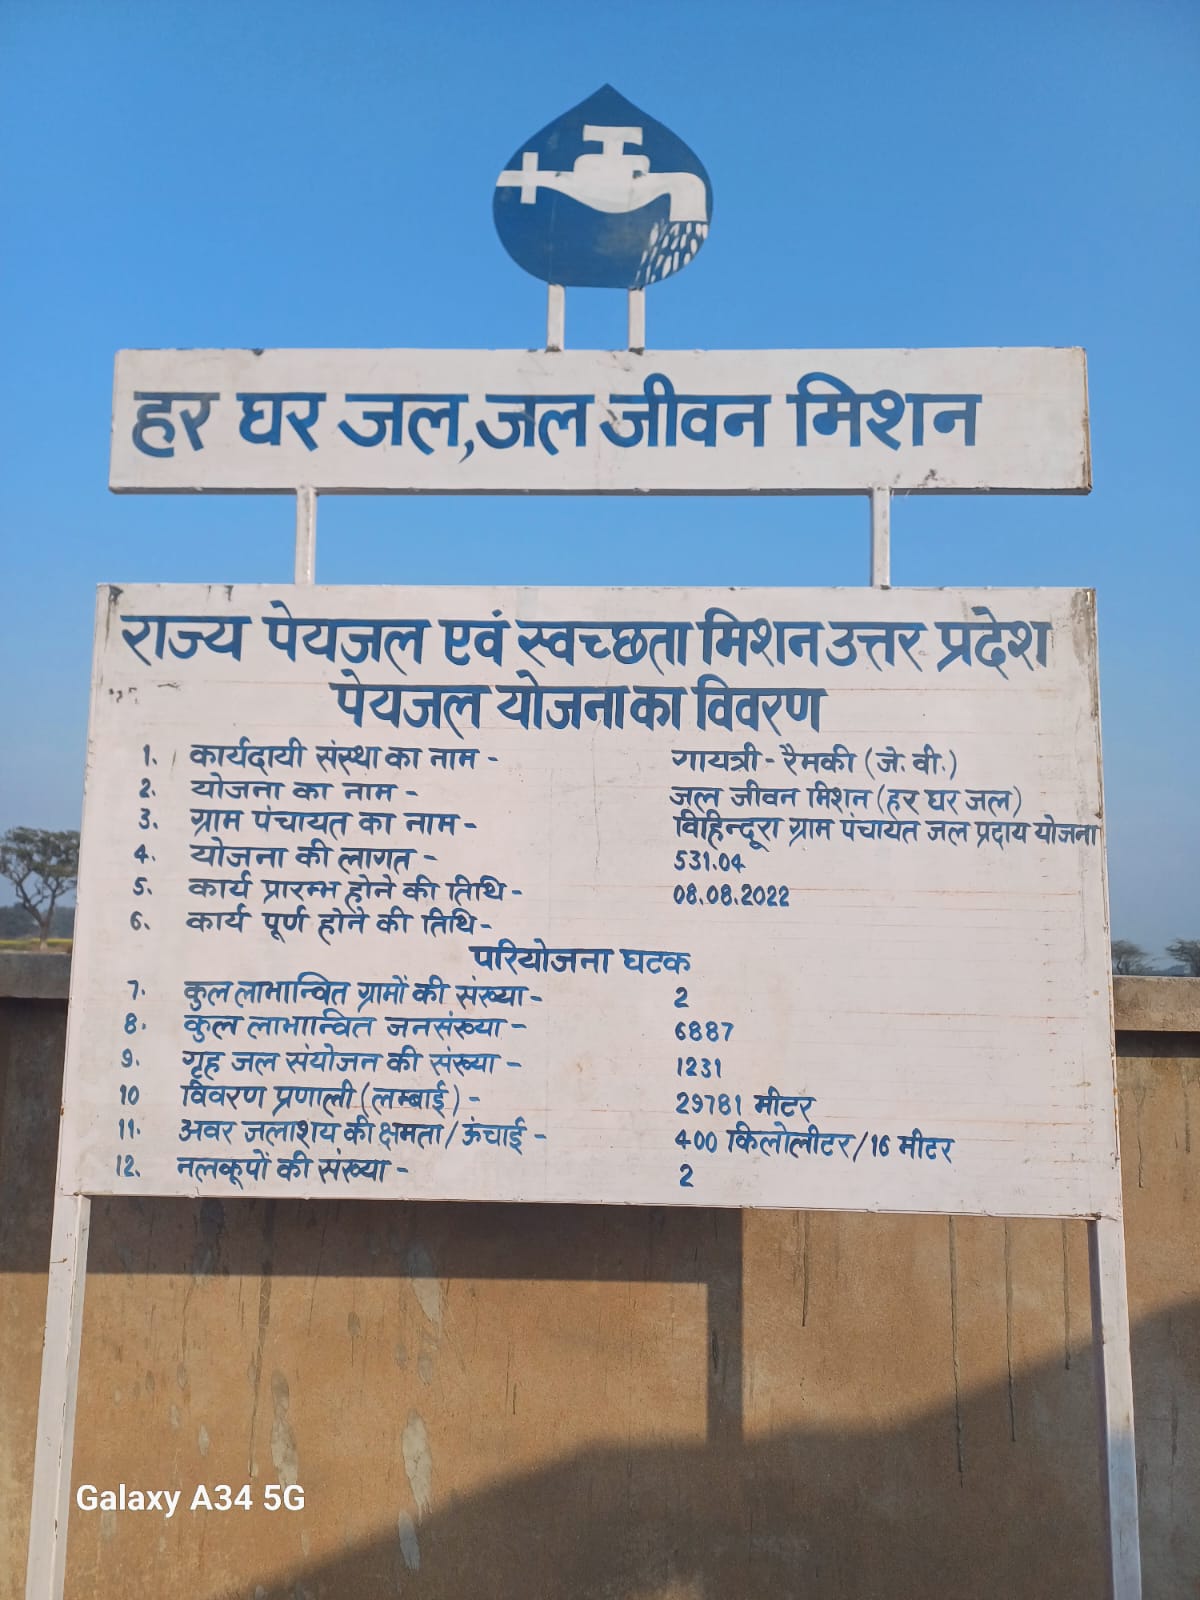 हर घर जल, जल जीवन मिशन
राज्य पेयजल एवं स्वच्छता मिशन उत्तर प्रदेश
पेयजल योजना का विवरण
1. कार्यदायी संस्था का नाम - गायत्री - रैमकी (जे. वी.)
2. योजना का नाम - जल जीवन मिशन (हर घर जल)
3. ग्राम पंचायत का नाम - विहिन्दूरा ग्राम पंचायत जल प्रदाय योजना
4. योजना की लागत - 531.04
5. कार्य प्रारम्भ होने की तिथि - 08.08.2022
6. कार्य पूर्ण होने की तिथि -
परियोजना घटक
7. कुल लाभान्वित ग्रामों की संख्या - 2
8. कुल लाभान्वित जनसंख्या - 6887
9. गृह जल संयोजन की संख्या - 1231
10 विवरण प्रणाली (लम्बाई) - 29781 मीटर
11. अवर जलाशय की क्षमता / ऊंचाई - 400 किलोलीटर / 16 मीटर
12. नलकूपों की संख्या - 2
Galaxy A34 5G